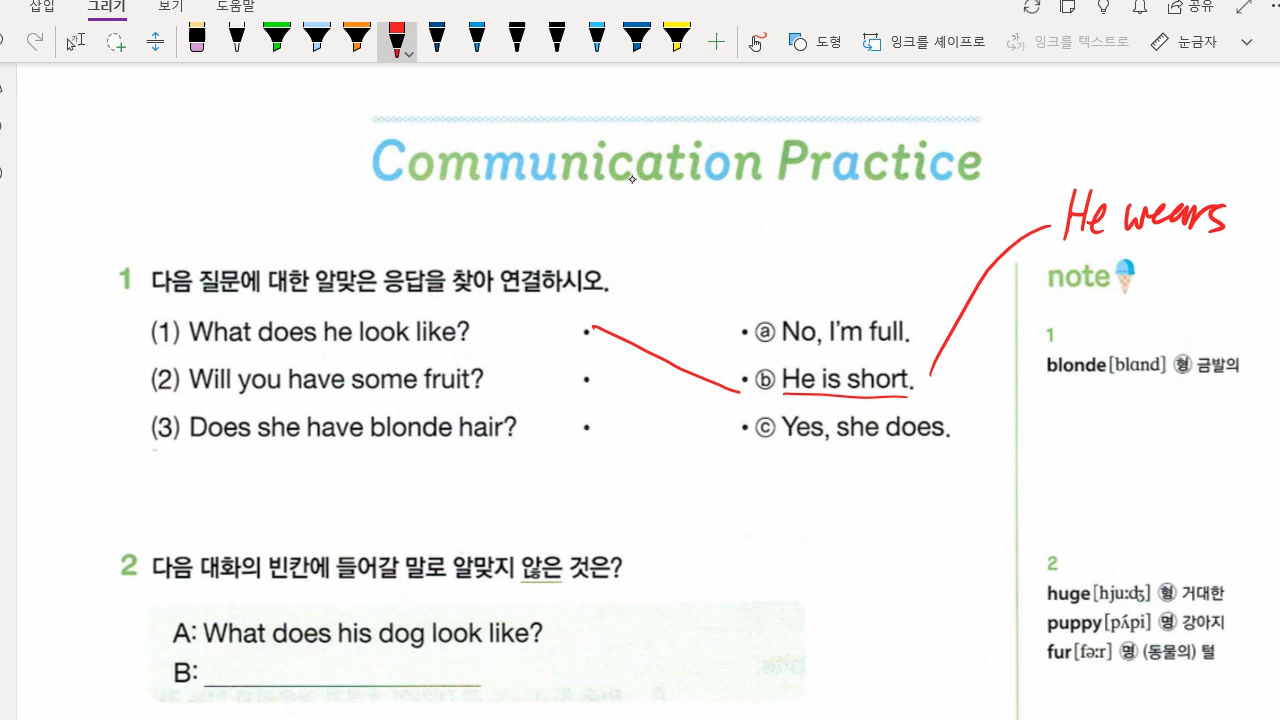 삽입 그리기 보기 도움말
공유
도형 잉크를 셰이프로 잉크를 텍스트로 눈금자
Communication Practice
He wears
note
1 다음 질문에 대한 알맞은 응답을 찾아 연결하시오.
(1) What does he look like? • • ⓐ No, I'm full.
(2) Will you have some fruit? • • ⓑ He is short.
(3) Does she have blonde hair? • • ⓒ Yes, she does.
1
blonde[blɑnd] 형 금발의
2 다음 대화의 빈칸에 들어갈 말로 알맞지 않은 것은?
A: What does his dog look like?
B:
2
huge[hju:ʤ] 형 거대한
puppy[pʌ́pi] 명 강아지
fur[fə:r] 명 (동물의) 털